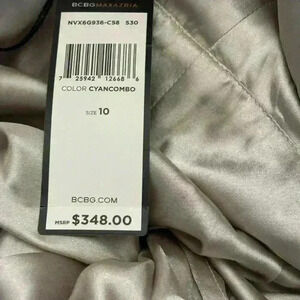 BCBGMAXAZRIA
NVX6G936-C58 S30
7 25942 12668 6
COLOR CYANCOMBO
SIZE 10
BCBG.COM
MSRP $348.00